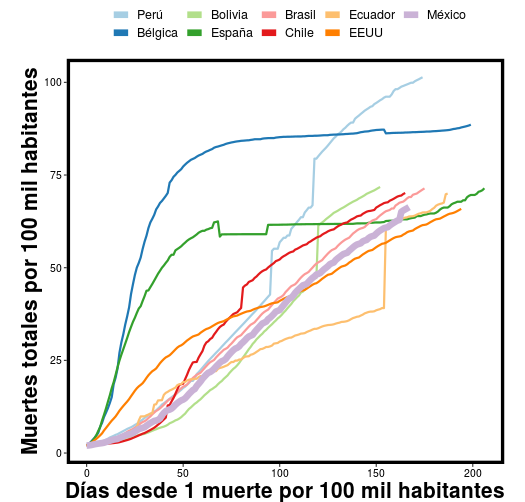 Perú Bolivia Brasil Ecuador México
Bélgica España Chile EEUU
Muertes totales por 100 mil habitantes
100
75
50
25
0
0 50 100 150 200
Días desde 1 muerte por 100 mil habitantes